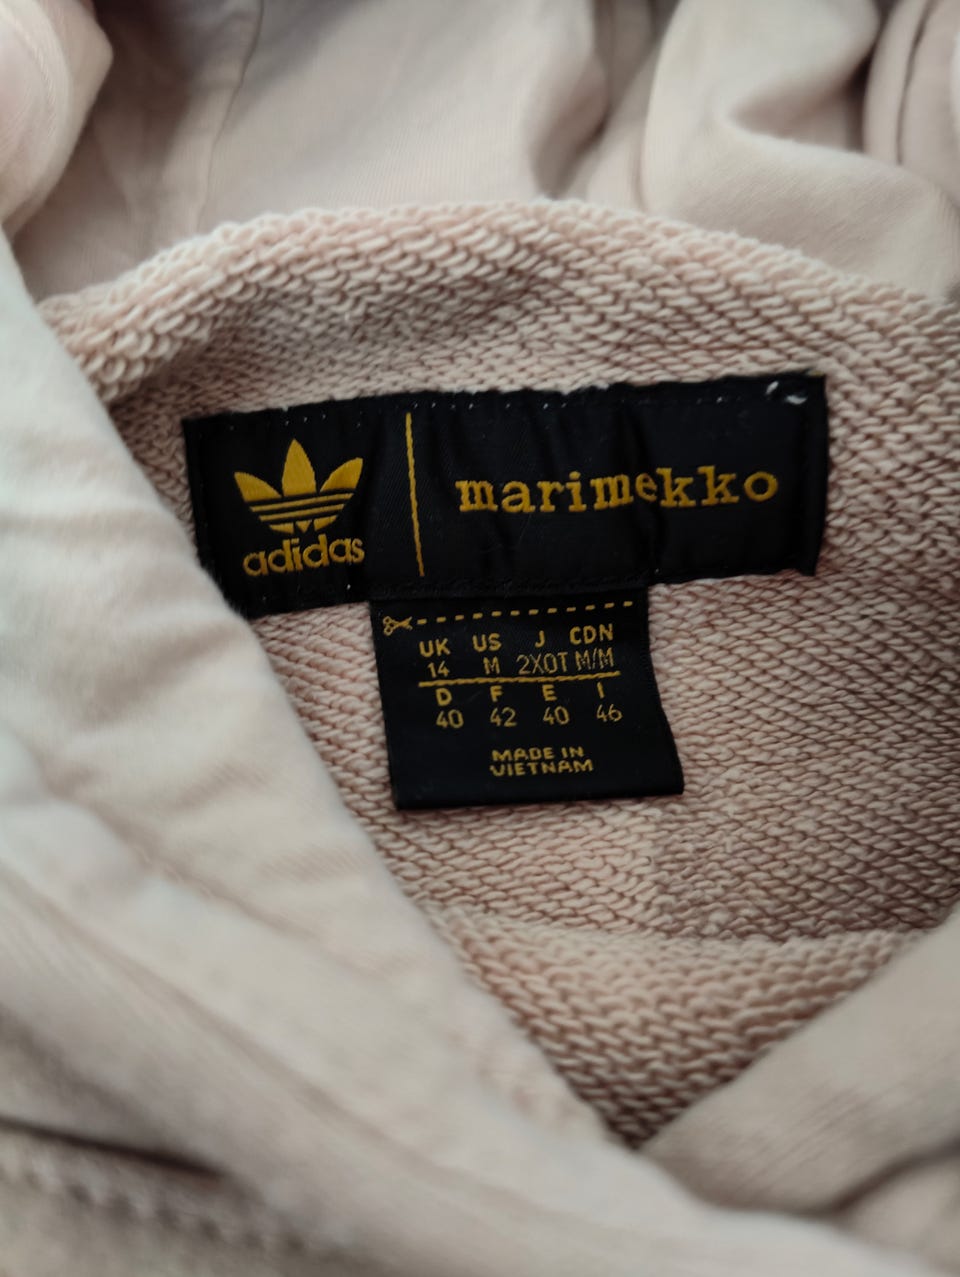 adidas
marimekko
UK US J CDN
14 M 2XOT M/M
D F E I
40 42 40 46
MADE IN
VIETNAM